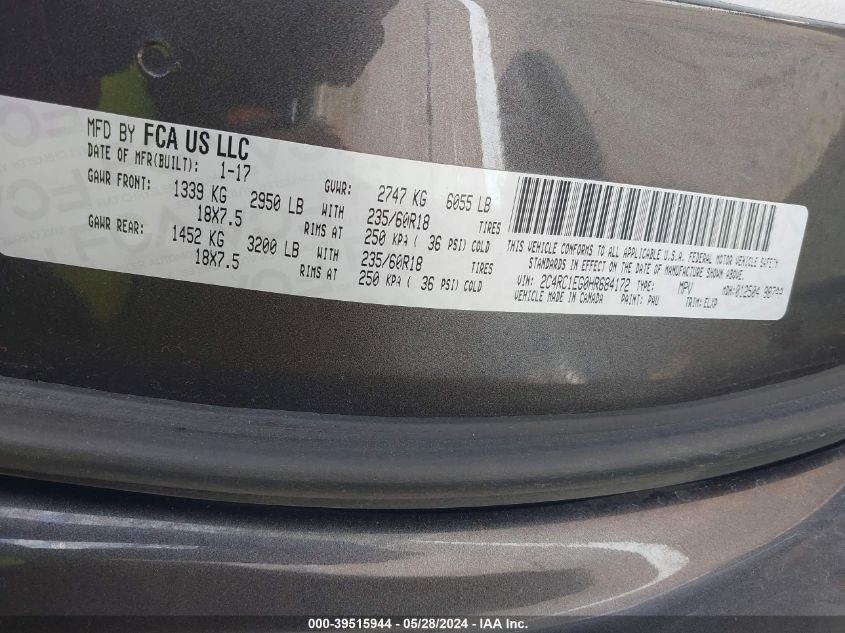 MFD BY FCA US LLC
DATE OF MFR(BUILT): 1-17
GAWR FRONT: 1339 KG 2950 LB GVWR: 2747 KG 6055 LB
18X7.5 RIMS AT WITH 235/60R18 TIRES
250 KPA ( 36 PSI) COLD
GAWR REAR: 1452 KG 3200 LB WITH 235/60R18 TIRES
18X7.5 RIMS AT 250 KPA ( 36 PSI) COLD
THIS VEHICLE CONFORMS TO ALL APPLICABLE U.S.A. FEDERAL MOTOR VEHICLE SAFETY
STANDARDS IN EFFECT ON THE DATE OF MANUFACTURE SHOWN ABOVE.
VIN: 2C4RC1EG0HR684172 TYPE: MPV MDH:012504
VEHICLE MADE IN CANADA PAINT: PAU TRIM:
000-39515944 - 05/28/2024 - IAA Inc.